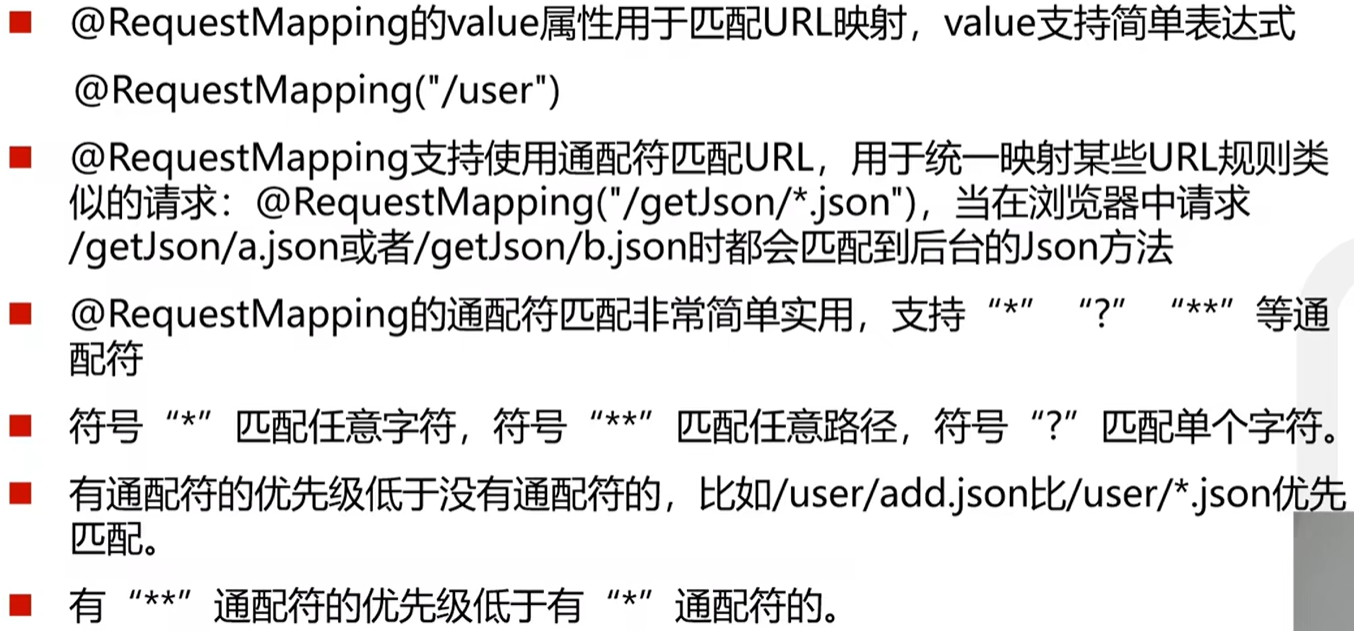 @RequestMapping的value属性用于匹配URL映射，value支持简单表达式
@RequestMapping("/user")
@RequestMapping支持使用通配符匹配URL，用于统一映射某些URL规则类
似的请求：@RequestMapping("/getJson/*.json")，当在浏览器中请求
/getJson/a.json或者/getJson/b.json时都会匹配到后台的Json方法
@RequestMapping的通配符匹配非常简单实用，支持“*”“?”“**”等通
配符
符号“*”匹配任意字符，符号“**”匹配任意路径，符号“?”匹配单个字符。
有通配符的优先级低于没有通配符的，比如/user/add.json比/user/*.json优先
匹配。
有“**”通配符的优先级低于有“*”通配符的。